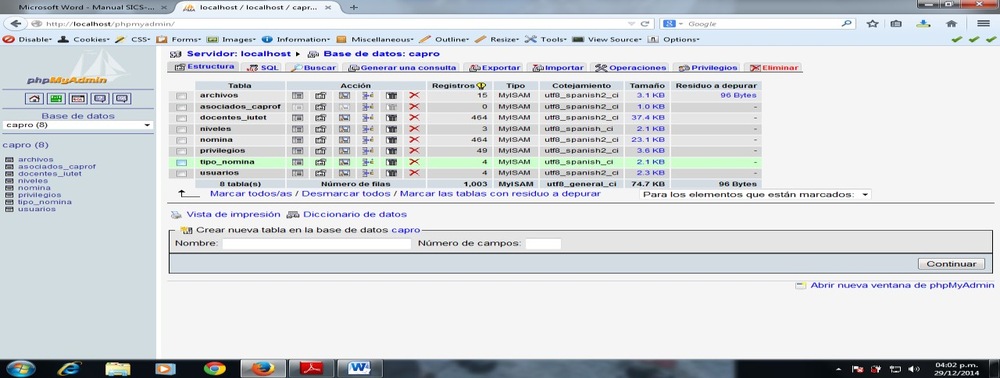 Microsoft Word - Manual SICS-... × localhost / localhost / capr... × +
http://localhost/phpmyadmin/ Google
Disable Cookies CSS Forms Images Information Miscellaneous Outline Resize Tools View Source Options
phpMyAdmin
Base de datos
capro (8)
capro (8)
archivos
asociados_caprof
docentes_iutet
niveles
nomina
privilegios
tipo_nomina
usuarios
Servidor: localhost ▸ Base de datos: capro
Estructura SQL Buscar Generar una consulta Exportar Importar Operaciones Privilegios Eliminar
Tabla Acción Registros Tipo Cotejamiento Tamaño Residuo a depurar
archivos 15 MyISAM utf8_spanish2_ci 3.1 KB 96 Bytes
asociados_caprof 0 MyISAM utf8_spanish2_ci 1.0 KB -
docentes_iutet 464 MyISAM utf8_spanish2_ci 37.4 KB -
niveles 3 MyISAM utf8_spanish_ci 2.1 KB -
nomina 464 MyISAM utf8_spanish2_ci 23.1 KB -
privilegios 49 MyISAM utf8_spanish2_ci 3.6 KB -
tipo_nomina 4 MyISAM utf8_spanish_ci 2.1 KB -
usuarios 4 MyISAM utf8_spanish2_ci 2.3 KB -
8 tabla(s) Número de filas 1,003 MyISAM utf8_general_ci 74.7 KB 96 Bytes
Marcar todos/as / Desmarcar todos / Marcar las tablas con residuo a depurar Para los elementos que están marcados:
Vista de impresión Diccionario de datos
Crear nueva tabla en la base de datos capro
Nombre: Número de campos:
Continuar
Abrir nueva ventana de phpMyAdmin
04:02 p.m.
29/12/2014